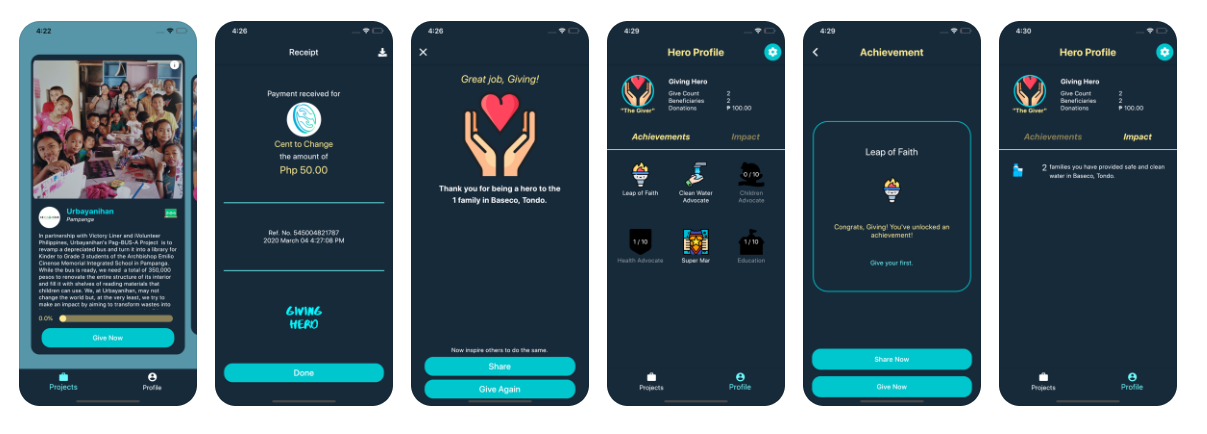 4:22
Urbayanihan
Pampanga
In partnership with Victory Liner and iVolunteer
Philippines, Urbayanihan's Pag-BUS-A Project is to
revamp a depreciated bus and turn it into a library for
Kinder to Grade 3 students of the Archbishop Emilio
Cinense Memorial Integrated School in Pampanga.
While the bus is ready, we need a total of 350,000
pesos to renovate the entire structure of its interior
and fill it with shelves of reading materials that
children can use. We, at Urbayanihan, may not
change the world but, at the very least, we try to
make an impact by aiming to transform wastes into
0.0%
Give Now
Projects
Profile
4:26
Receipt
Payment received for
Cent to Change
the amount of
Php 50.00
Ref. No. 545004821787
2020 March 04 4:27:08 PM
GIVING
HERO
Done
4:26
Great job, Giving!
Thank you for being a hero to the
1 family in Baseco, Tondo.
Now inspire others to do the same.
Share
Give Again
4:29
Hero Profile
Giving Hero
Give Count 2
Beneficiaries 2
Donations ₱ 100.00
"The Giver"
Achievements
Impact
0 / 10
Leap of Faith
Clean Water
Advocate
Children
Advocate
1 / 10
1 / 10
Health Advocate
Super Mar
Education
Projects
Profile
4:29
Achievement
Leap of Faith
Congrats, Giving! You've unlocked an
achievement!
Give your first.
Share Now
Give Now
4:30
Hero Profile
Giving Hero
Give Count 2
Beneficiaries 2
Donations ₱ 100.00
"The Giver"
Achievements
Impact
2 families you have provided safe and clean
water in Baseco, Tondo.
Projects
Profile